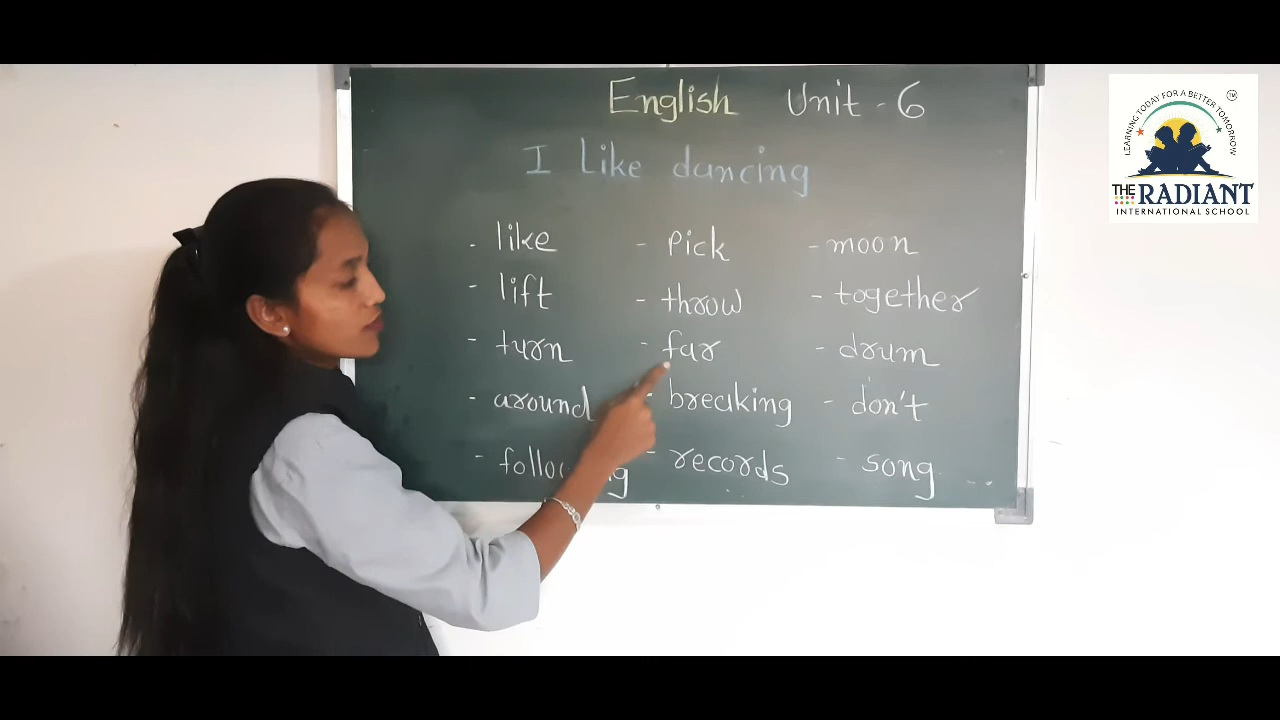 English Unit - 6
I Like dancing
- like - Pick - moon
- lift - throw - together
- turn - far - drum
- around - breaking - don't
- records - song
LEARNING TODAY FOR A BETTER TOMORROW
TM
THE RADIANT
INTERNATIONAL SCHOOL